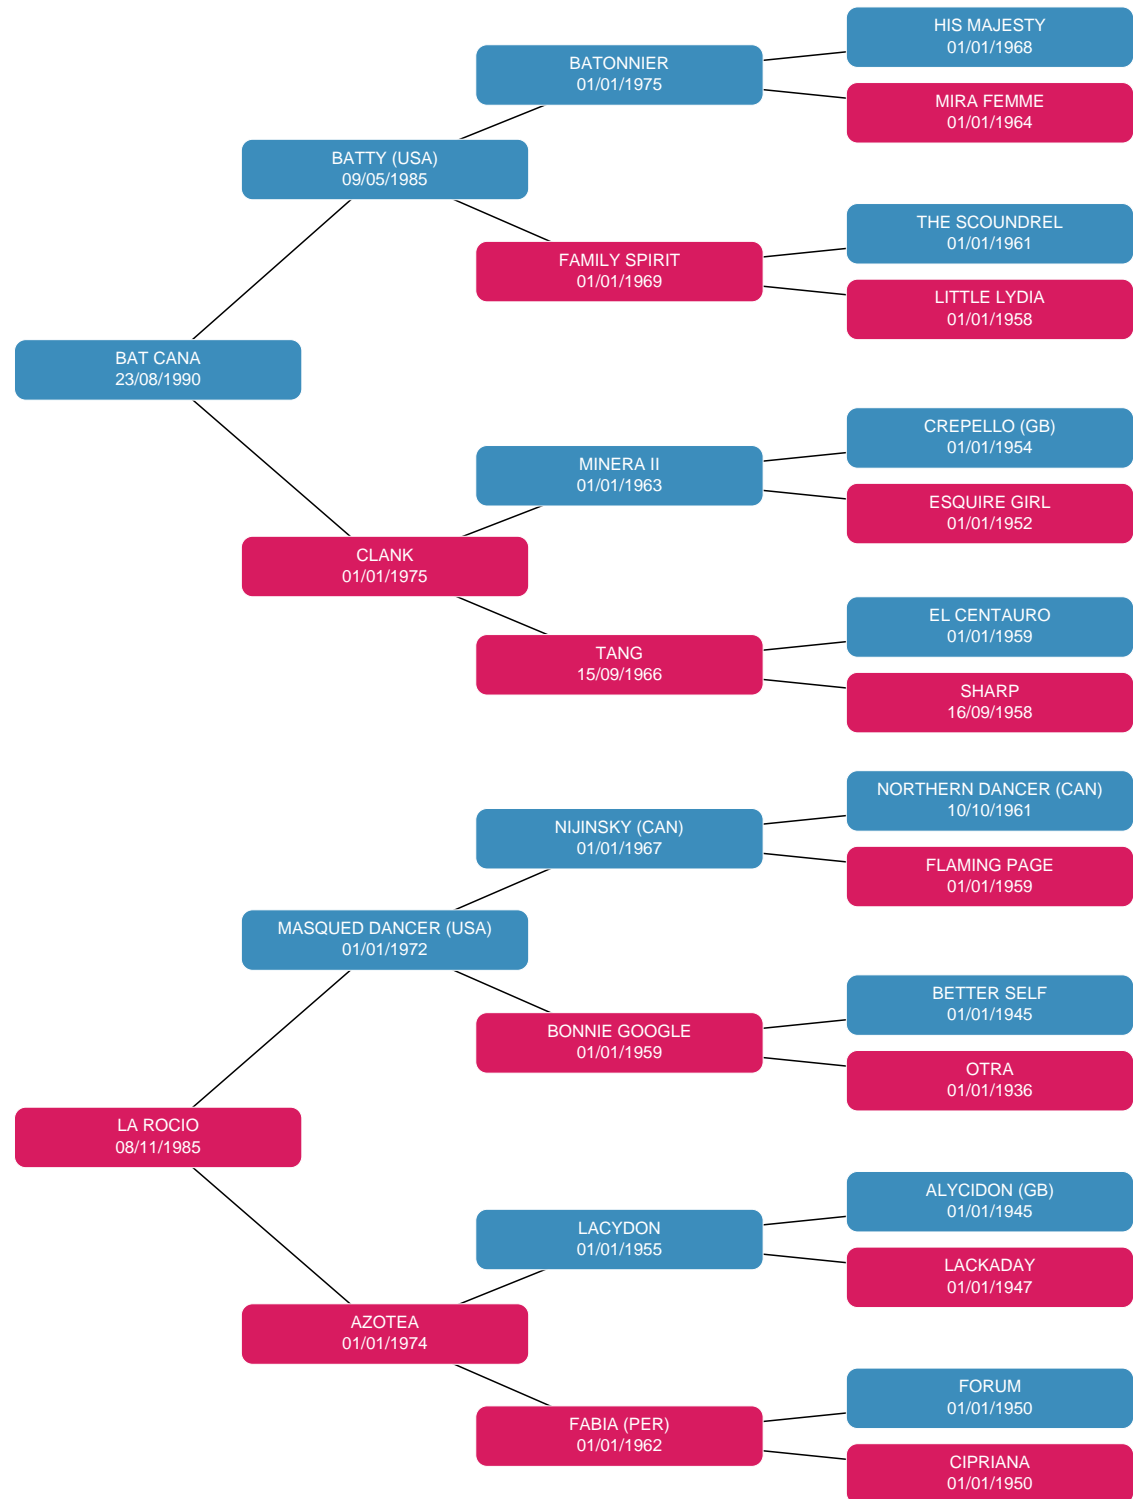 HIS MAJESTY
01/01/1968
BATONNIER
01/01/1975
MIRA FEMME
01/01/1964
BATTY (USA)
09/05/1985
THE SCOUNDREL
01/01/1961
FAMILY SPIRIT
01/01/1969
LITTLE LYDIA
01/01/1958
BAT CANA
23/08/1990
CREPELLO (GB)
01/01/1954
MINERA II
01/01/1963
ESQUIRE GIRL
01/01/1952
CLANK
01/01/1975
EL CENTAURO
01/01/1959
TANG
15/09/1966
SHARP
16/09/1958
NORTHERN DANCER (CAN)
10/10/1961
NIJINSKY (CAN)
01/01/1967
FLAMING PAGE
01/01/1959
MASQUED DANCER (USA)
01/01/1972
BETTER SELF
01/01/1945
BONNIE GOOGLE
01/01/1959
OTRA
01/01/1936
LA ROCIO
08/11/1985
ALYCIDON (GB)
01/01/1945
LACYDON
01/01/1955
LACKADAY
01/01/1947
AZOTEA
01/01/1974
FORUM
01/01/1950
FABIA (PER)
01/01/1962
CIPRIANA
01/01/1950